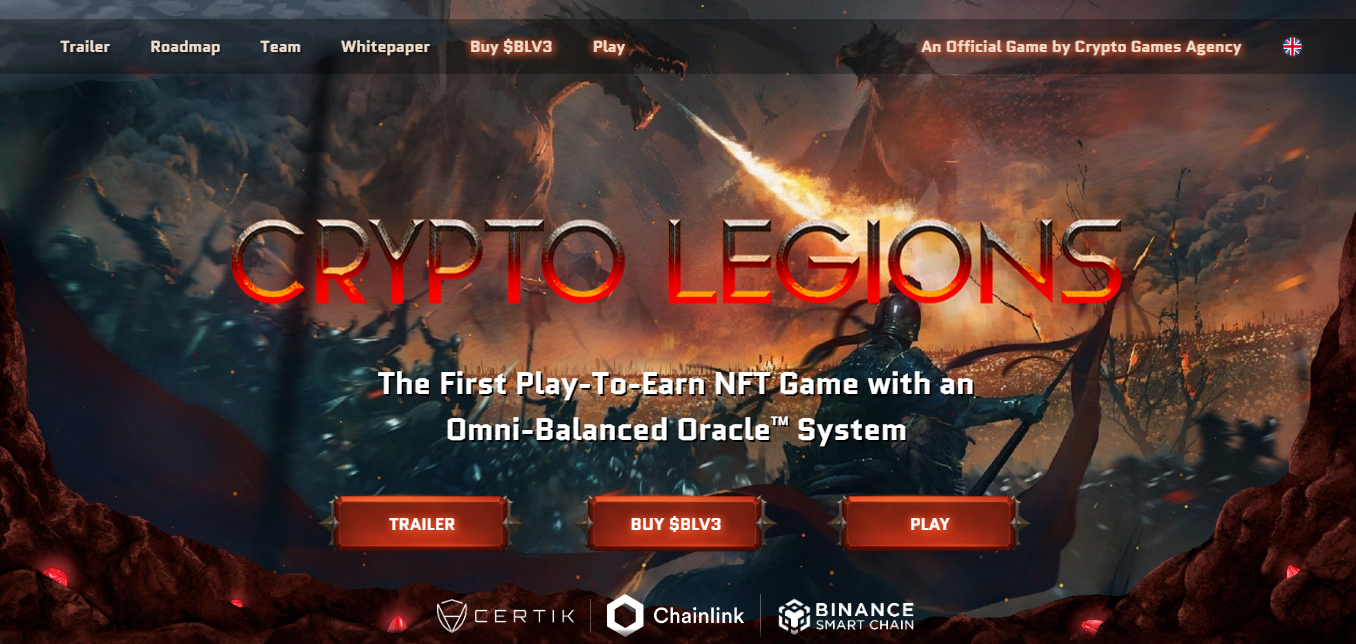 Trailer Roadmap Team Whitepaper Buy $BLV3 Play An Official Game by Crypto Games Agency
CRYPTO LEGIONS
The First Play-To-Earn NFT Game with an
Omni-Balanced Oracle™ System
TRAILER BUY $BLV3 PLAY
CERTIK Chainlink BINANCE
SMART CHAIN